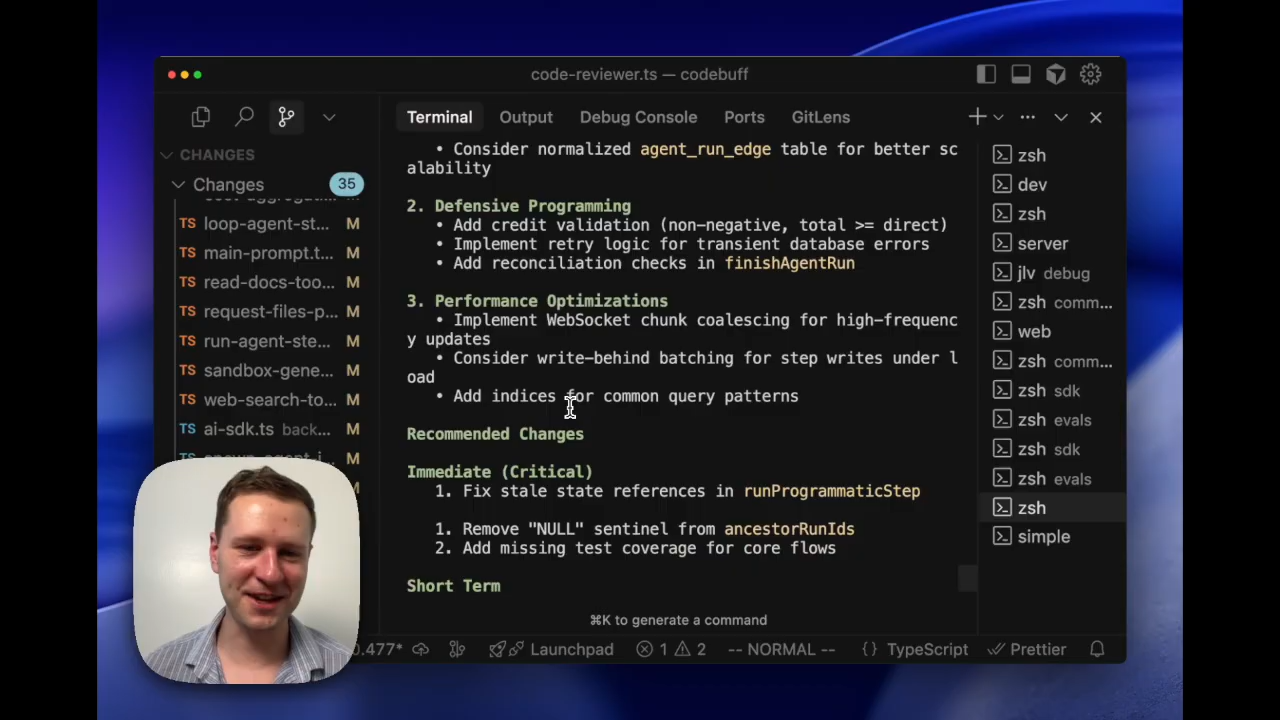 code-reviewer.ts — codebuff
Terminal
Output
Debug Console
Ports
GitLens
CHANGES
Changes 35
loop-agent-st... M
TS main-prompt.t... M
TS read-docs-too... M
TS request-files-p... M
TS run-agent-ste... M
TS sandbox-gene... M
TS web-search-to... M
TS ai-sdk.ts back... M
M
• Consider normalized agent_run_edge table for better sc
alability
2. Defensive Programming
• Add credit validation (non-negative, total >= direct)
• Implement retry logic for transient database errors
• Add reconciliation checks in finishAgentRun
3. Performance Optimizations
• Implement WebSocket chunk coalescing for high-frequenc
y updates
• Consider write-behind batching for step writes under l
oad
• Add indices for common query patterns
Recommended Changes
Immediate (Critical)
1. Fix stale state references in runProgrammaticStep
1. Remove "NULL" sentinel from ancestorRunIds
2. Add missing test coverage for core flows
Short Term
⌘K to generate a command
zsh
dev
zsh
server
jlv debug
zsh comm...
web
zsh comm...
zsh sdk
zsh evals
zsh sdk
zsh evals
zsh
simple
0.477* Launchpad 1 2 -- NORMAL -- {} TypeScript Prettier